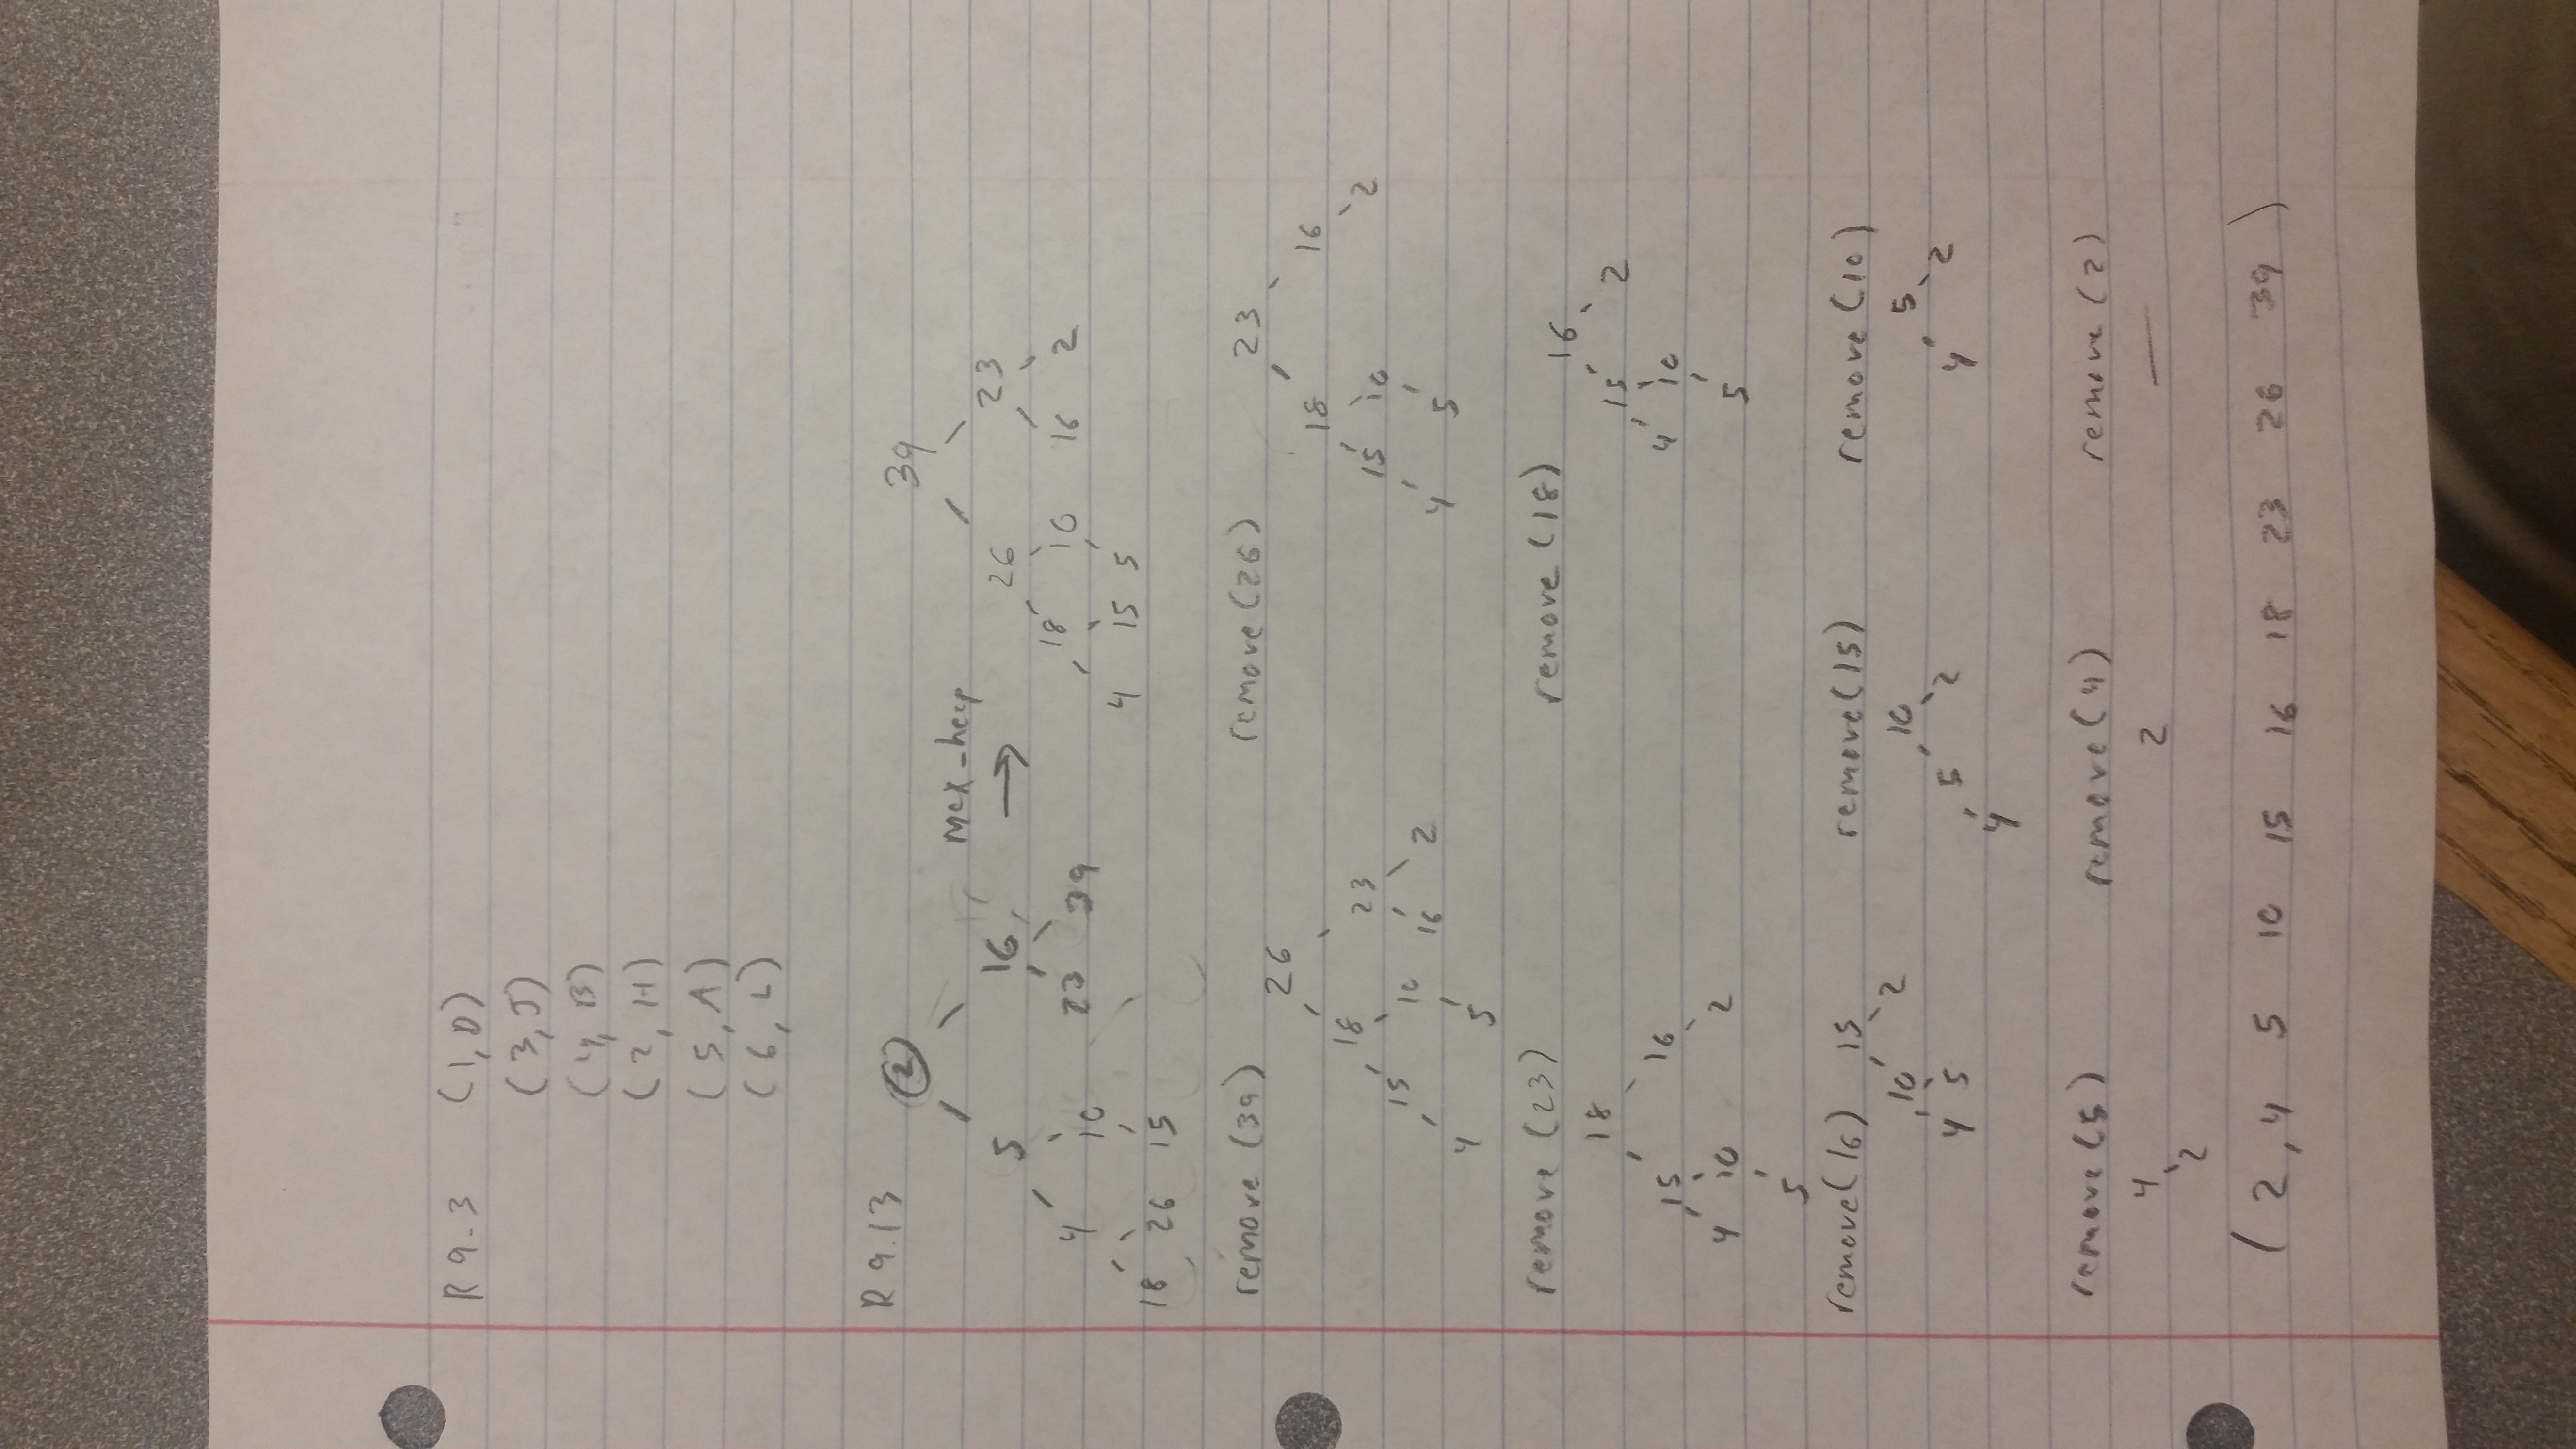 R 9-3 (1, D)
(3, J)
(4, B)
(2, H)
(5, A)
(6, L)
R 9.13 2 39
max-heap
5 16 26 23
4 10 23 39 18 10 16 2
18 26 15 4 15 5
remove (39) remove (26)
26 23
18 23 18 16
15 10 16 2 15 10 2
4 5 4 5
remove (23) remove (18)
18 16
15 16 15 2
4 10 2 4 10
5 5
remove (16) remove (15) remove (10)
15 10 5
10 2 5 2 4 2
4 5 4
remove (5) remove (4) remove (2)
4 2 —
2
( 2, 4 5 10 15 16 18 23 26 39 )